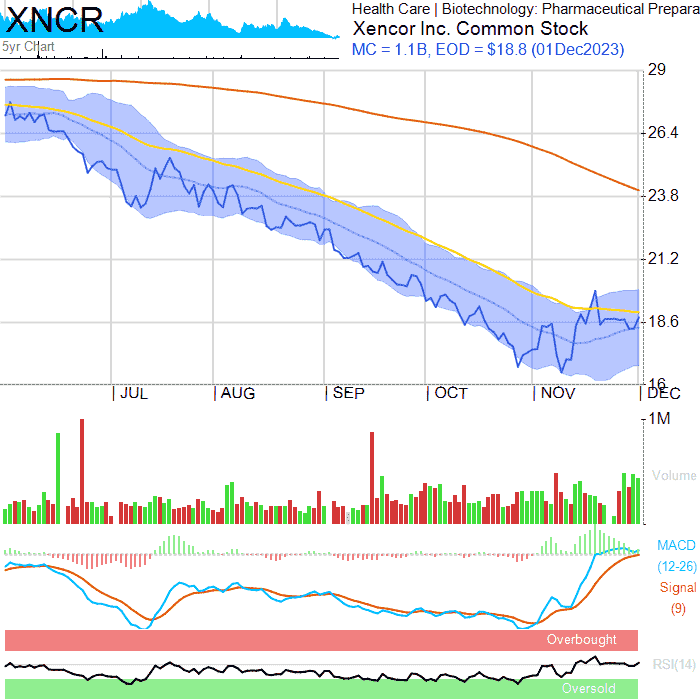 XNCR
5yr Chart
Health Care | Biotechnology: Pharmaceutical Prepara
Xencor Inc. Common Stock
MC = 1.1B, EOD = $18.8 (01Dec2023)
29
26.4
23.8
21.2
18.6
16
JUL
AUG
SEP
OCT
NOV
DEC
1M
Volume
MACD
(12-26)
Signal
(9)
Overbought
RSI(14)
Oversold